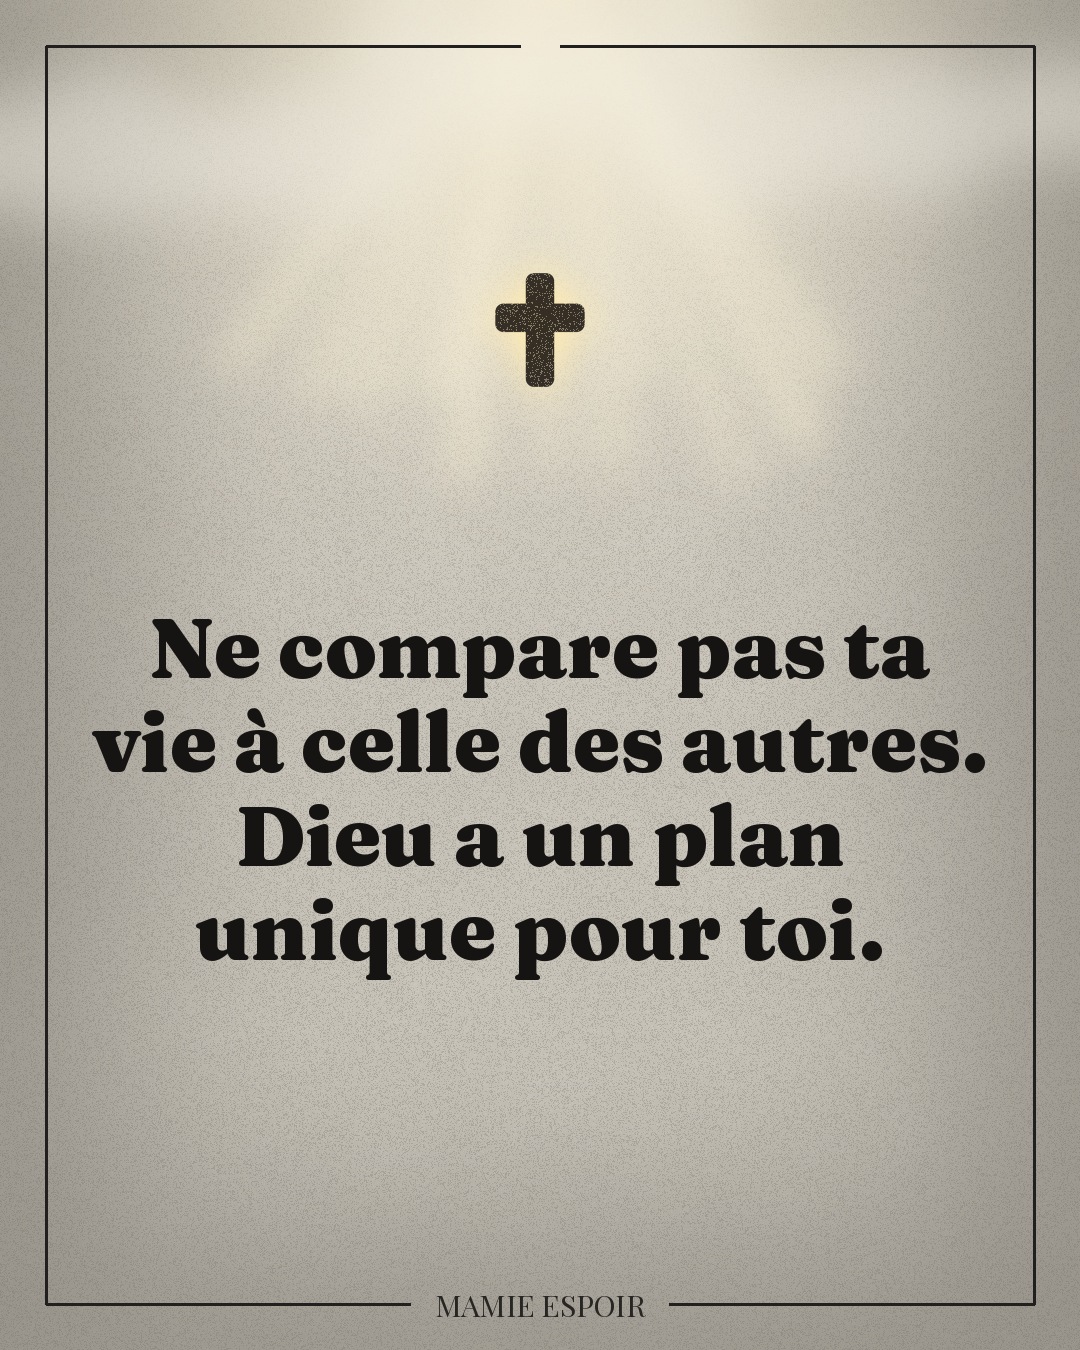 Ne compare pas ta
vie à celle des autres.
Dieu a un plan
unique pour toi.
MAMIE ESPOIR